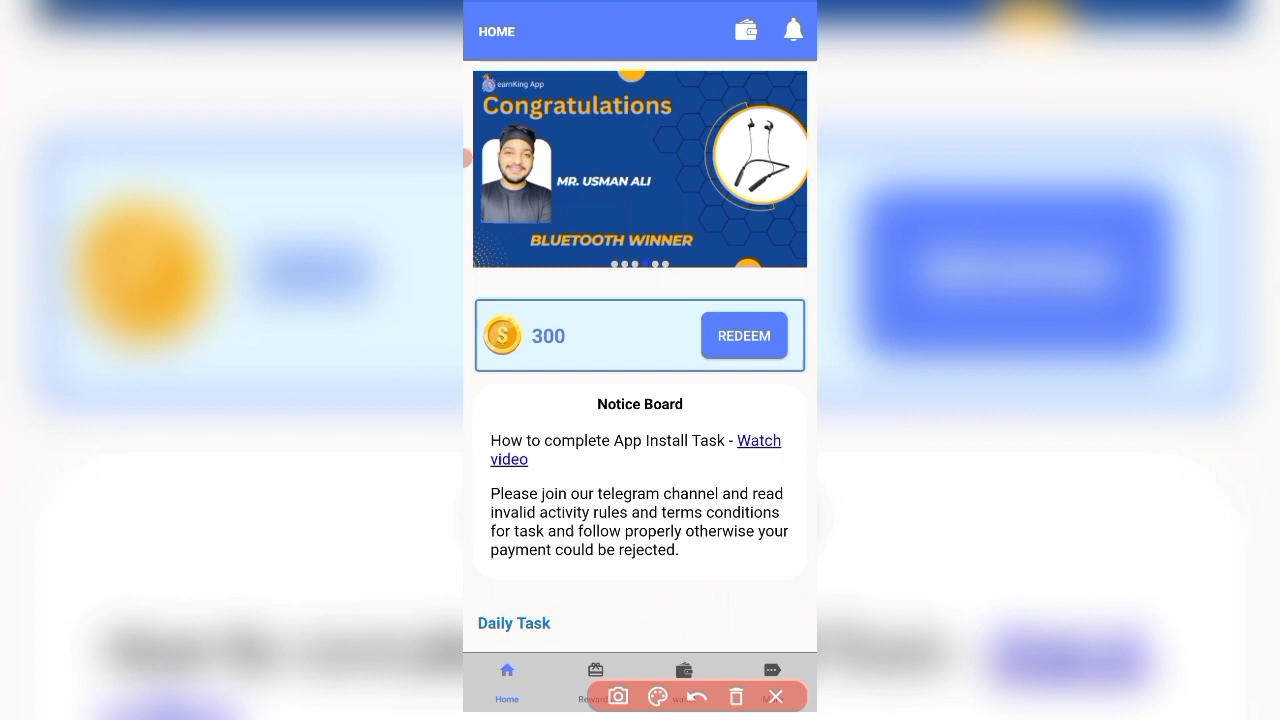 HOME
earnKing App
Congratulations
MR. USMAN ALI
BLUETOOTH WINNER
300
REDEEM
Notice Board
How to complete App Install Task - Watch
video
Please join our telegram channel and read
invalid activity rules and terms conditions
for task and follow properly otherwise your
payment could be rejected.
Daily Task
Home